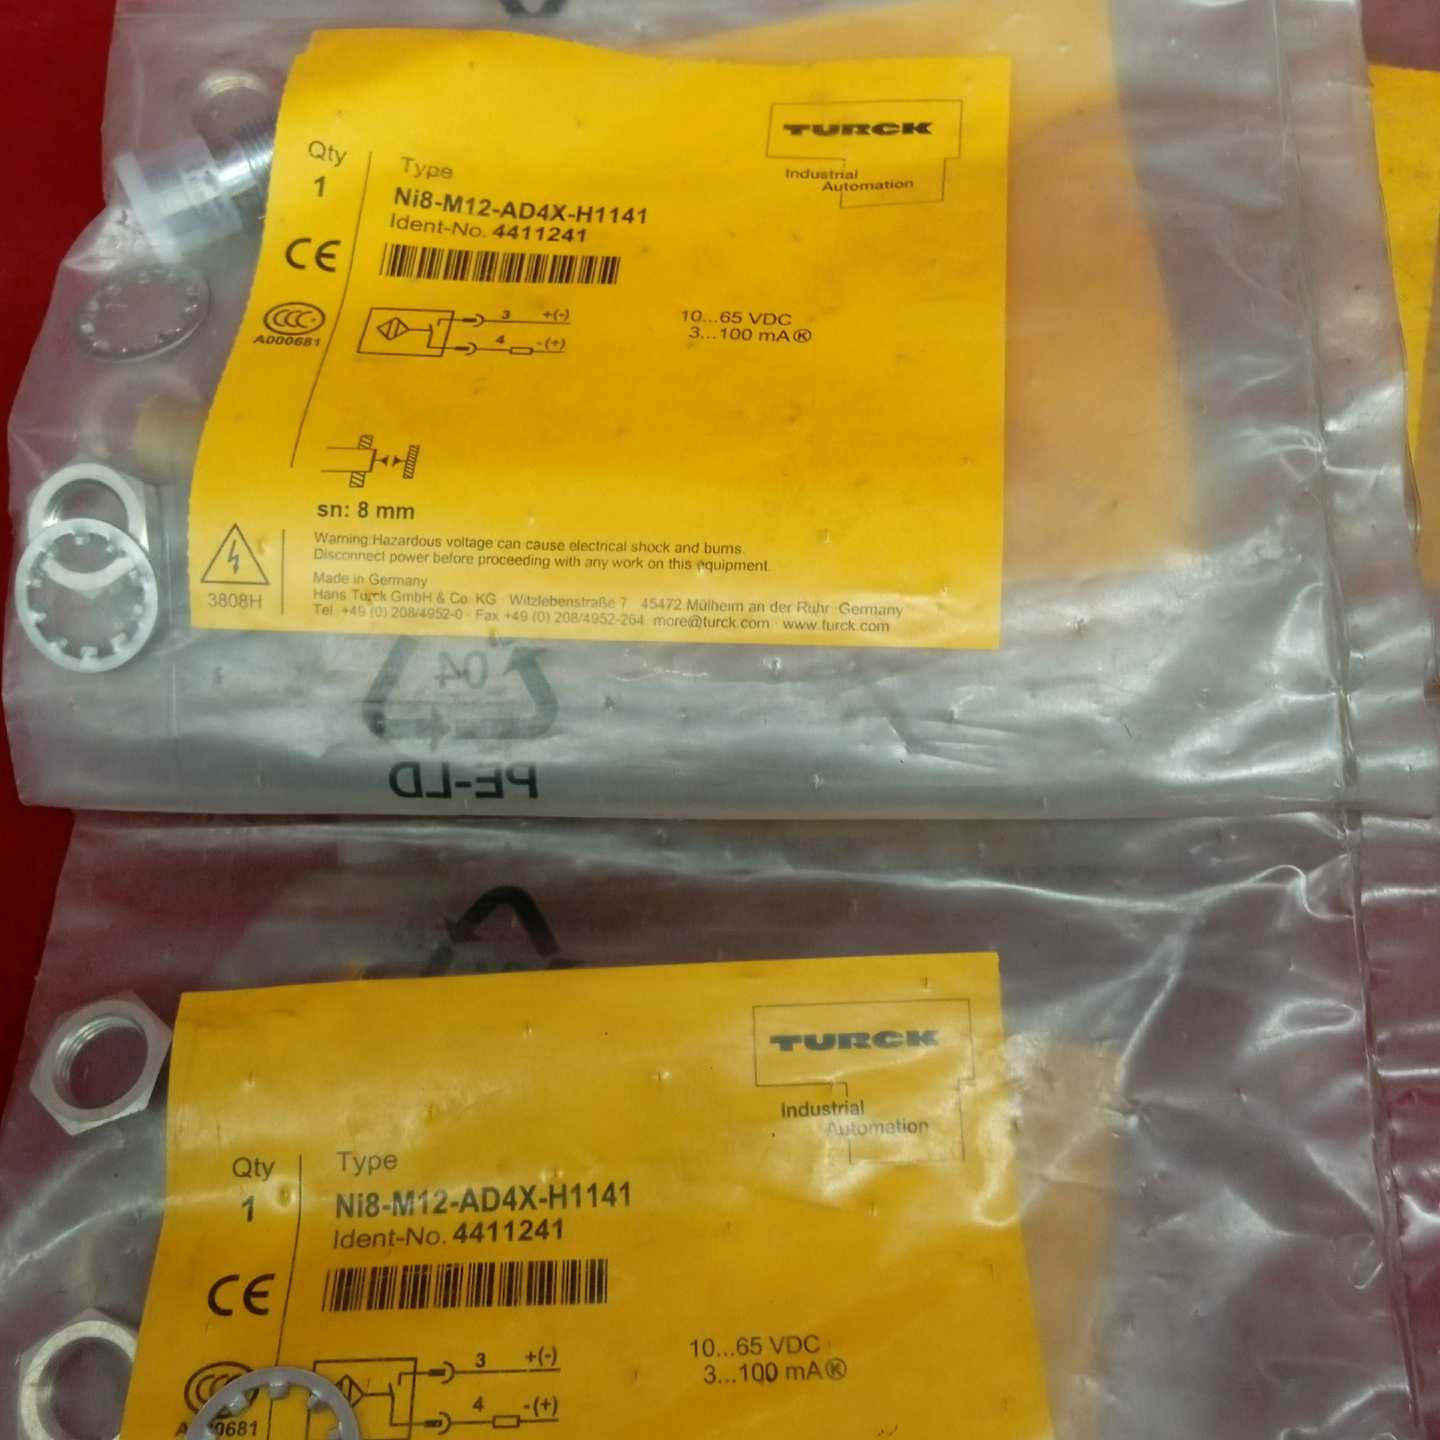 TURCK
Industrial
Automation
Qty
1
Type
Ni8-M12-AD4X-H1141
Ident-No. 4411241
CE
CCC
A000681
3 +(-)
4 -(+)
10...65 VDC
3...100 mA Ⓚ
sn: 8 mm
3808H
Warning:Hazardous voltage can cause electrical shock and burns.
Disconnect power before proceeding with any work on this equipment.
Made in Germany
Hans Turck GmbH & Co. KG Witzlebenstraße 7 45472 Mülheim an der Ruhr Germany
Tel. +49 (0) 208/4952-0 · Fax +49 (0) 208/4952-264 more@turck.com · www.turck.com
04
PE-LD
TURCK
Industrial
Automation
Qty
1
Type
Ni8-M12-AD4X-H1141
Ident-No. 4411241
CE
3 +(-)
4 -(+)
10...65 VDC
3...100 mA Ⓚ